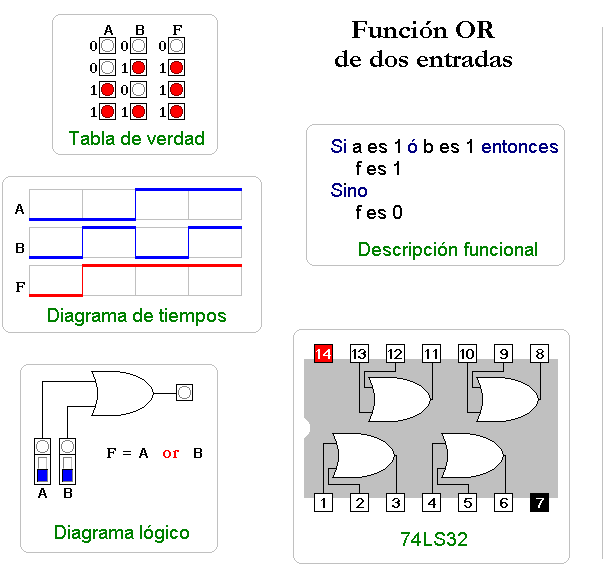 Función OR
de dos entradas
A B F
0 0 0
0 1 1
1 0 1
1 1 1
Tabla de verdad
Si a es 1 ó b es 1 entonces
f es 1
Sino
f es 0
Descripción funcional
A
B
F
Diagrama de tiempos
F = A or B
A B
Diagrama lógico
14 13 12 11 10 9 8
1 2 3 4 5 6 7
74LS32